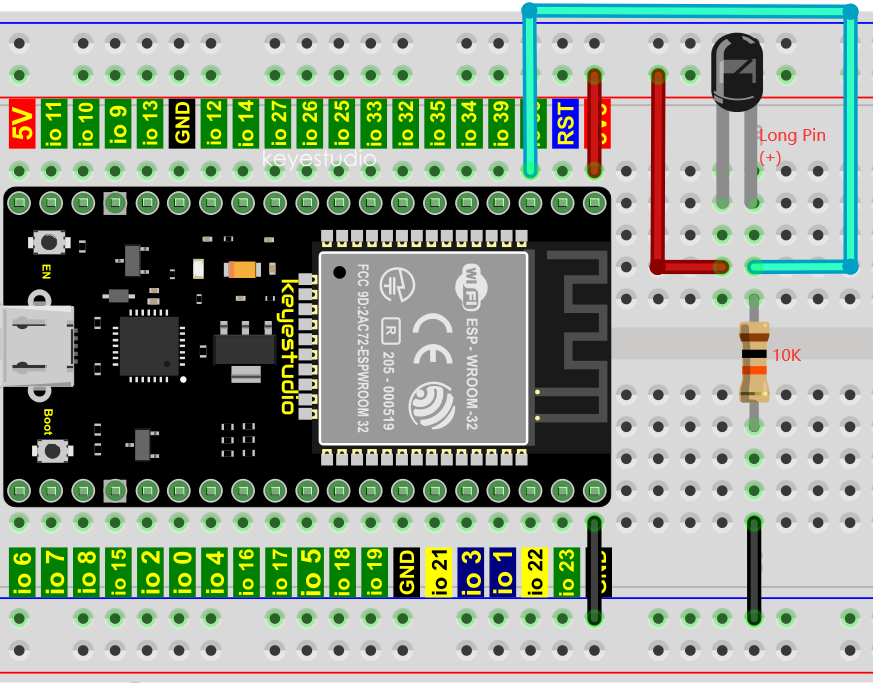 5V
io 11
io 10
io 9
io 13
GND
io 12
io 14
io 27
io 26
io 25
io 33
io 32
io 35
io 34
io 39
RST
keyestudio
Long Pin
(+)
EN
keyestudio
FCC 9D:2AC72-ESPWROOM 32
R
205 - 000519
CE
WiFi
ESP - WROOM-32
10K
Boot
io 6
io 7
io 8
io 15
io 2
io 0
io 4
io 16
io 17
io 5
io 18
io 19
GND
io 21
io 3
io 1
io 22
io 23